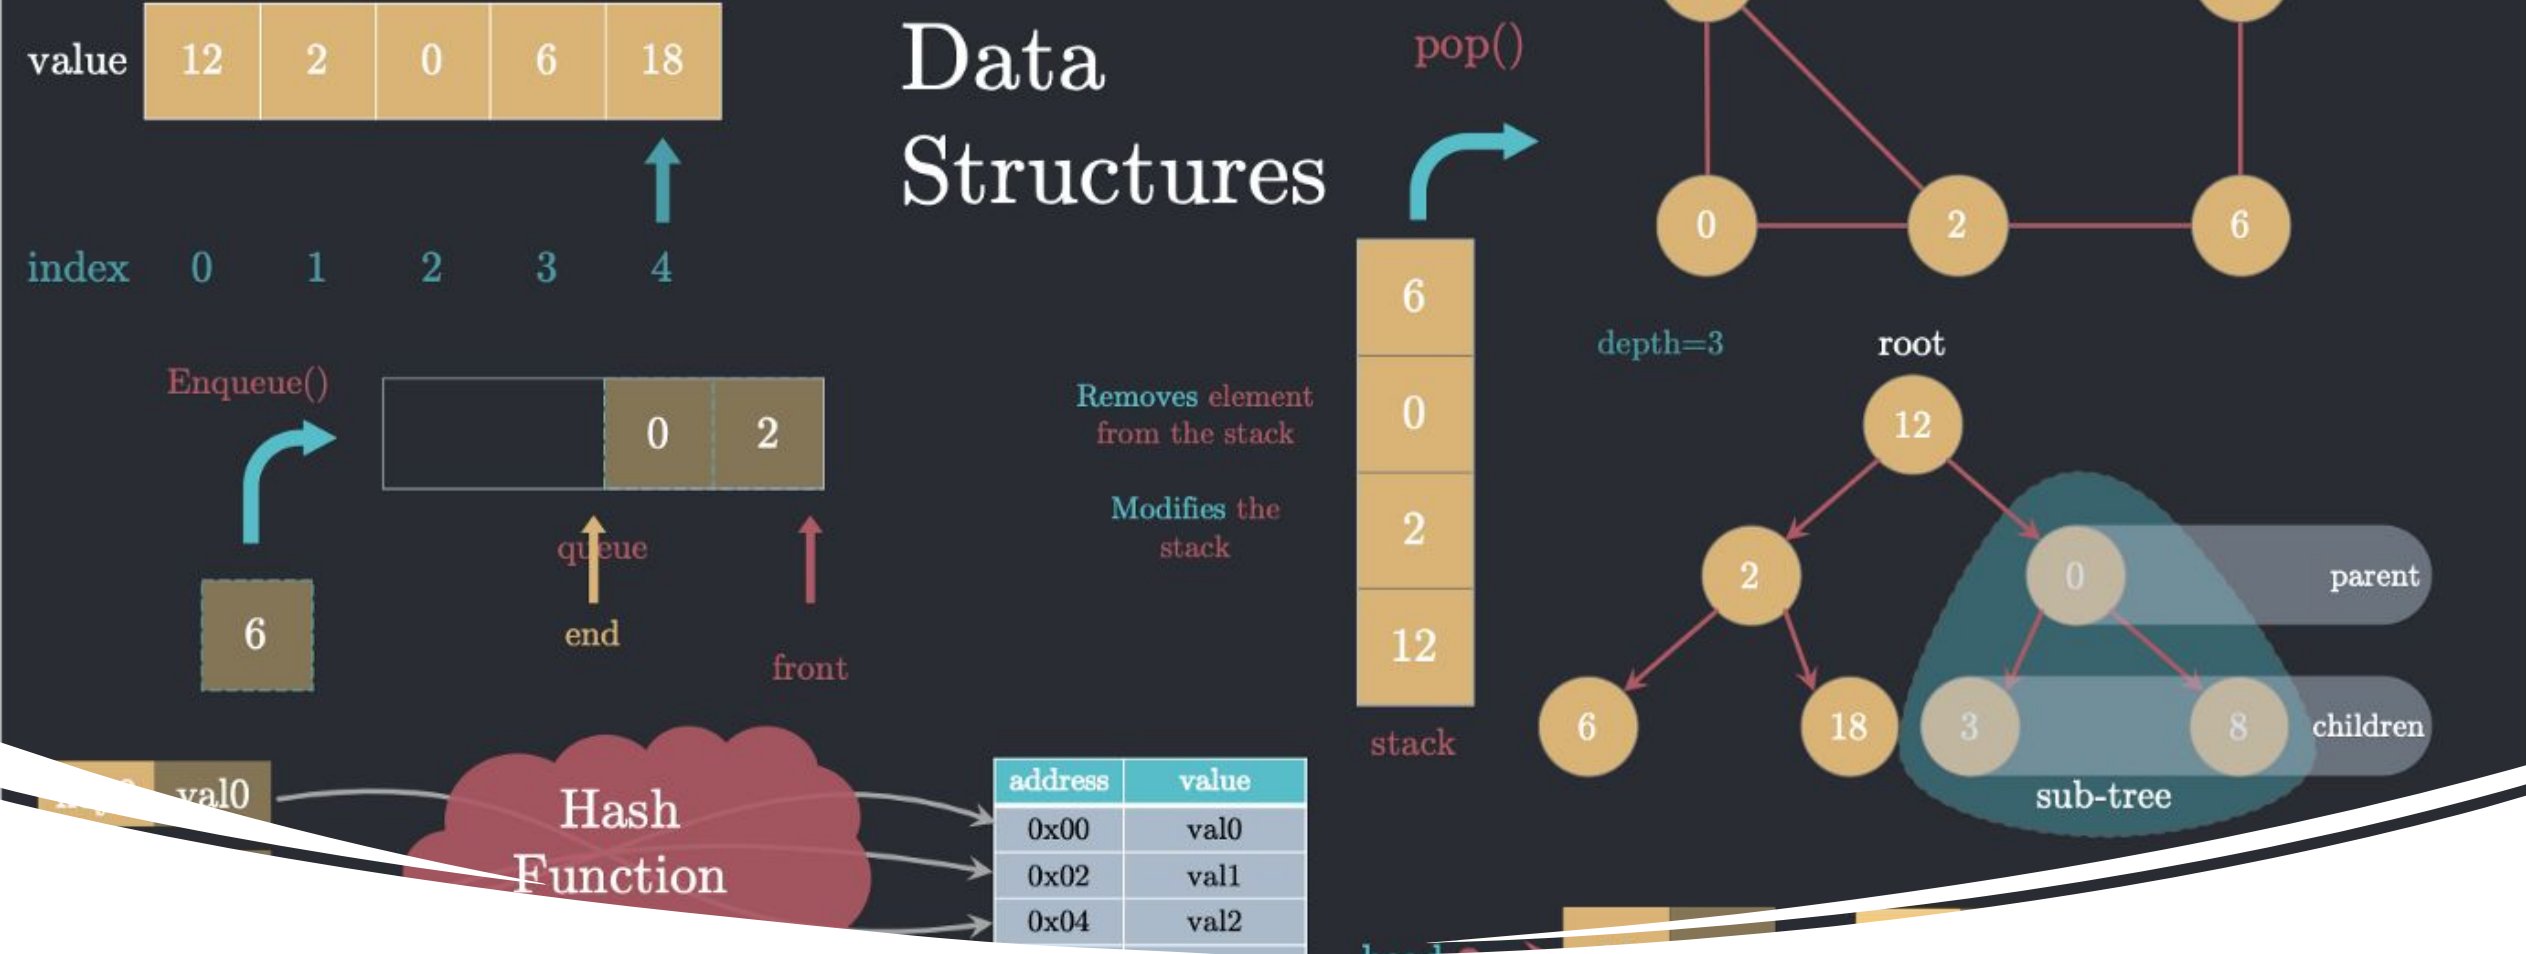 value 12 2 0 6 18
index 0 1 2 3 4
Data
Structures
pop()
0 2 6
Enqueue()
0 2
queue
end
front
6
Removes element
from the stack
Modifies the
stack
6
0
2
12
stack
depth=3
root
12
2 0 parent
6 18 3 8 children
sub-tree
val0
Hash
Function
address value
0x00 val0
0x02 val1
0x04 val2